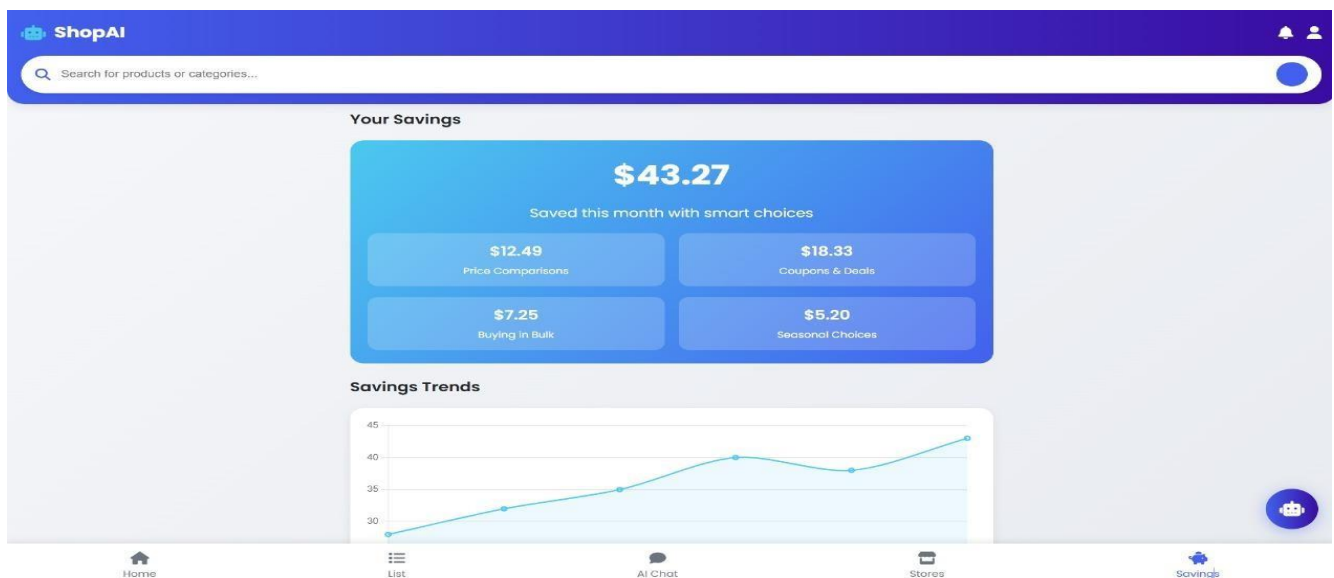 ShopAI
Search for products or categories...
Your Savings
$43.27
Saved this month with smart choices
$12.49
Price Comparisons
$18.33
Coupons & Deals
$7.25
Buying in Bulk
$5.20
Seasonal Choices
Savings Trends
45
40
35
30
Home
List
AI Chat
Stores
Savings